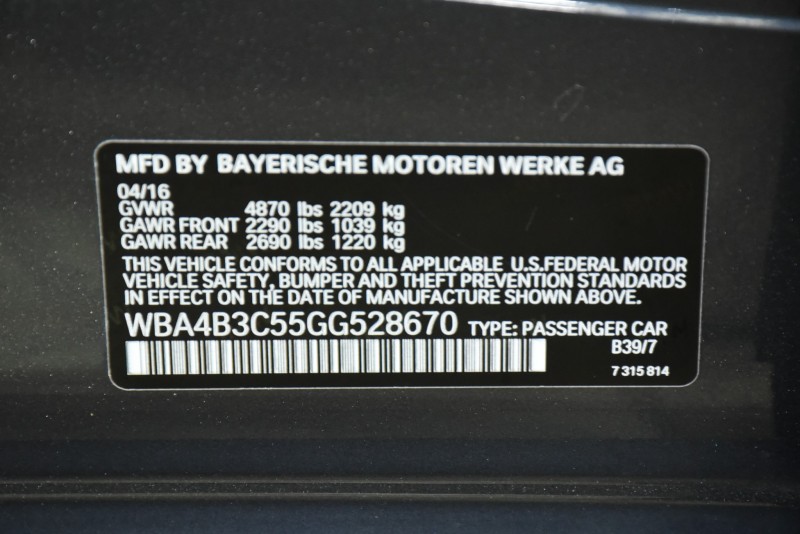 MFD BY BAYERISCHE MOTOREN WERKE AG
04/16
GVWR 4870 lbs 2209 kg
GAWR FRONT 2290 lbs 1039 kg
GAWR REAR 2690 lbs 1220 kg
THIS VEHICLE CONFORMS TO ALL APPLICABLE U.S.FEDERAL MOTOR
VEHICLE SAFETY, BUMPER AND THEFT PREVENTION STANDARDS
IN EFFECT ON THE DATE OF MANUFACTURE SHOWN ABOVE.
WBA4B3C55GG528670 TYPE: PASSENGER CAR
B39/7
7 315 814